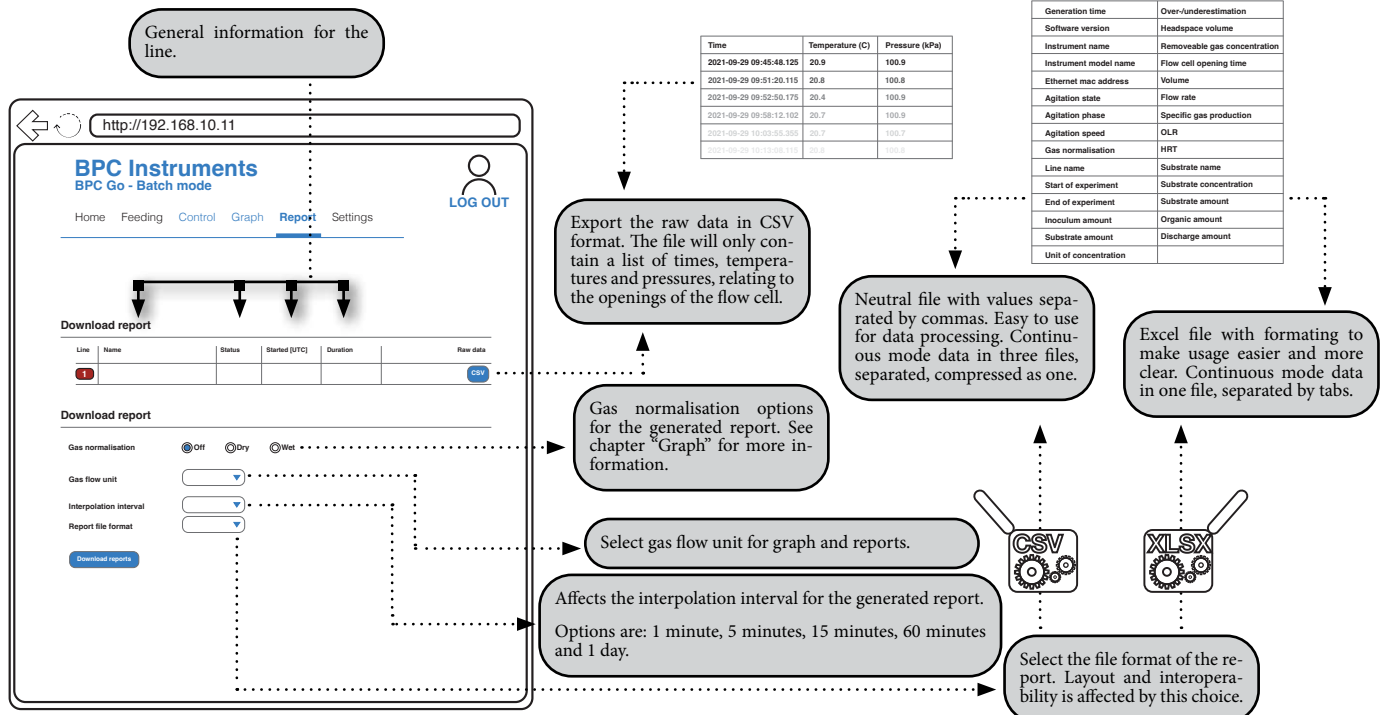 General information for the
line.
http://192.168.10.11
BPC Instruments
BPC Go - Batch mode
LOG OUT
Home Feeding Control Graph Report Settings
Download report
Line Name Status Started [UTC] Duration Raw data
1 CSV
Download report
Gas normalisation Off Dry Wet
Gas flow unit
Interpolation interval
Report file format
Download reports
Time Temperature (C) Pressure (kPa)
2021-09-29 09:45:48.125 20.9 100.9
2021-09-29 09:51:20.115 20.8 100.8
2021-09-29 09:52:50.175 20.4 100.9
2021-09-29 09:58:12.102 20.7 100.9
2021-09-29 10:03:55.355 20.7 100.7
2021-09-29 10:13:08.115 20.8 100.8
Export the raw data in CSV
format. The file will only con-
tain a list of times, tempera-
tures and pressures, relating to
the openings of the flow cell.
Gas normalisation options
for the generated report. See
chapter “Graph” for more in-
formation.
Select gas flow unit for graph and reports.
Affects the interpolation interval for the generated report.
Options are: 1 minute, 5 minutes, 15 minutes, 60 minutes
and 1 day.
Generation time Over-/underestimation
Software version Headspace volume
Instrument name Removeable gas concentration
Instrument model name Flow cell opening time
Ethernet mac address Volume
Agitation state Flow rate
Agitation phase Specific gas production
Agitation speed OLR
Gas normalisation HRT
Line name Substrate name
Start of experiment Substrate concentration
End of experiment Substrate amount
Inoculum amount Organic amount
Substrate amount Discharge amount
Unit of concentration
Neutral file with values sepa-
rated by commas. Easy to use
for data processing. Continu-
ous mode data in three files,
separated, compressed as one.
Excel file with formating to
make usage easier and more
clear. Continuous mode data
in one file, separated by tabs.
CSV
XLSX
Select the file format of the re-
port. Layout and interopera-
bility is affected by this choice.